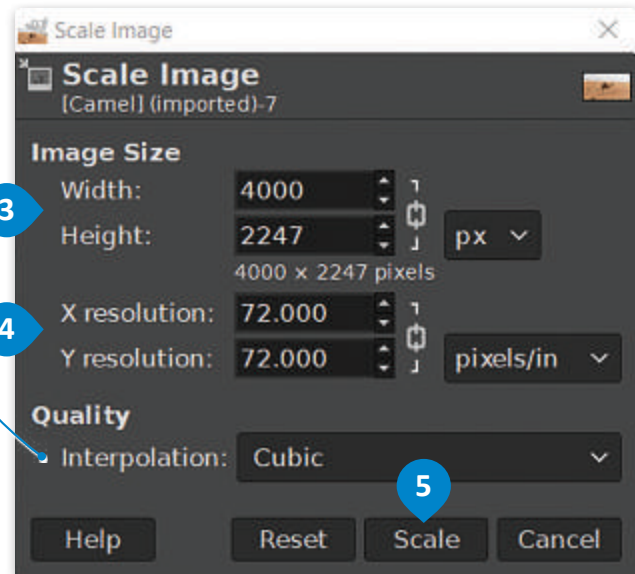 Scale Image
Scale Image
[Camel] (imported)-7
Image Size
3
Width: 4000
Height: 2247 px
4000 × 2247 pixels
4
X resolution: 72.000
Y resolution: 72.000 pixels/in
Quality
Interpolation: Cubic
5
Help Reset Scale Cancel